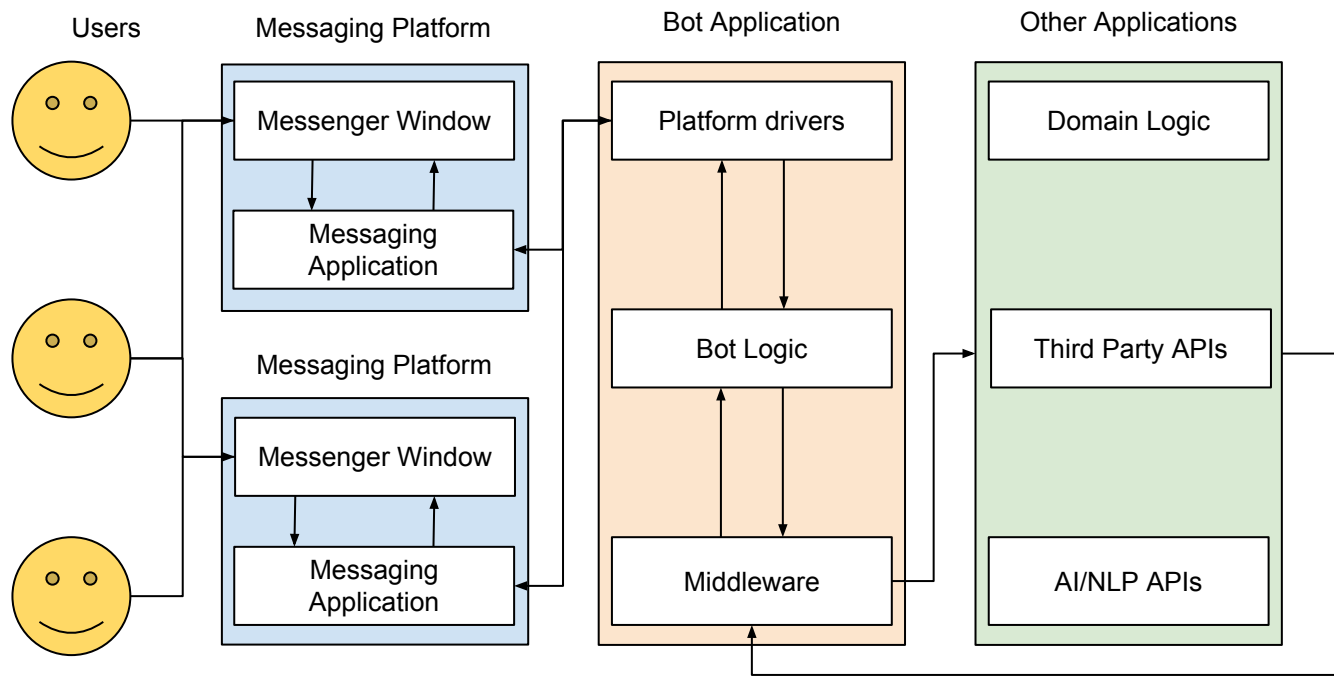 Users
Messaging Platform
Bot Application
Other Applications
Messenger Window
Messaging
Application
Messaging Platform
Messenger Window
Messaging
Application
Platform drivers
Bot Logic
Middleware
Domain Logic
Third Party APIs
AI/NLP APIs